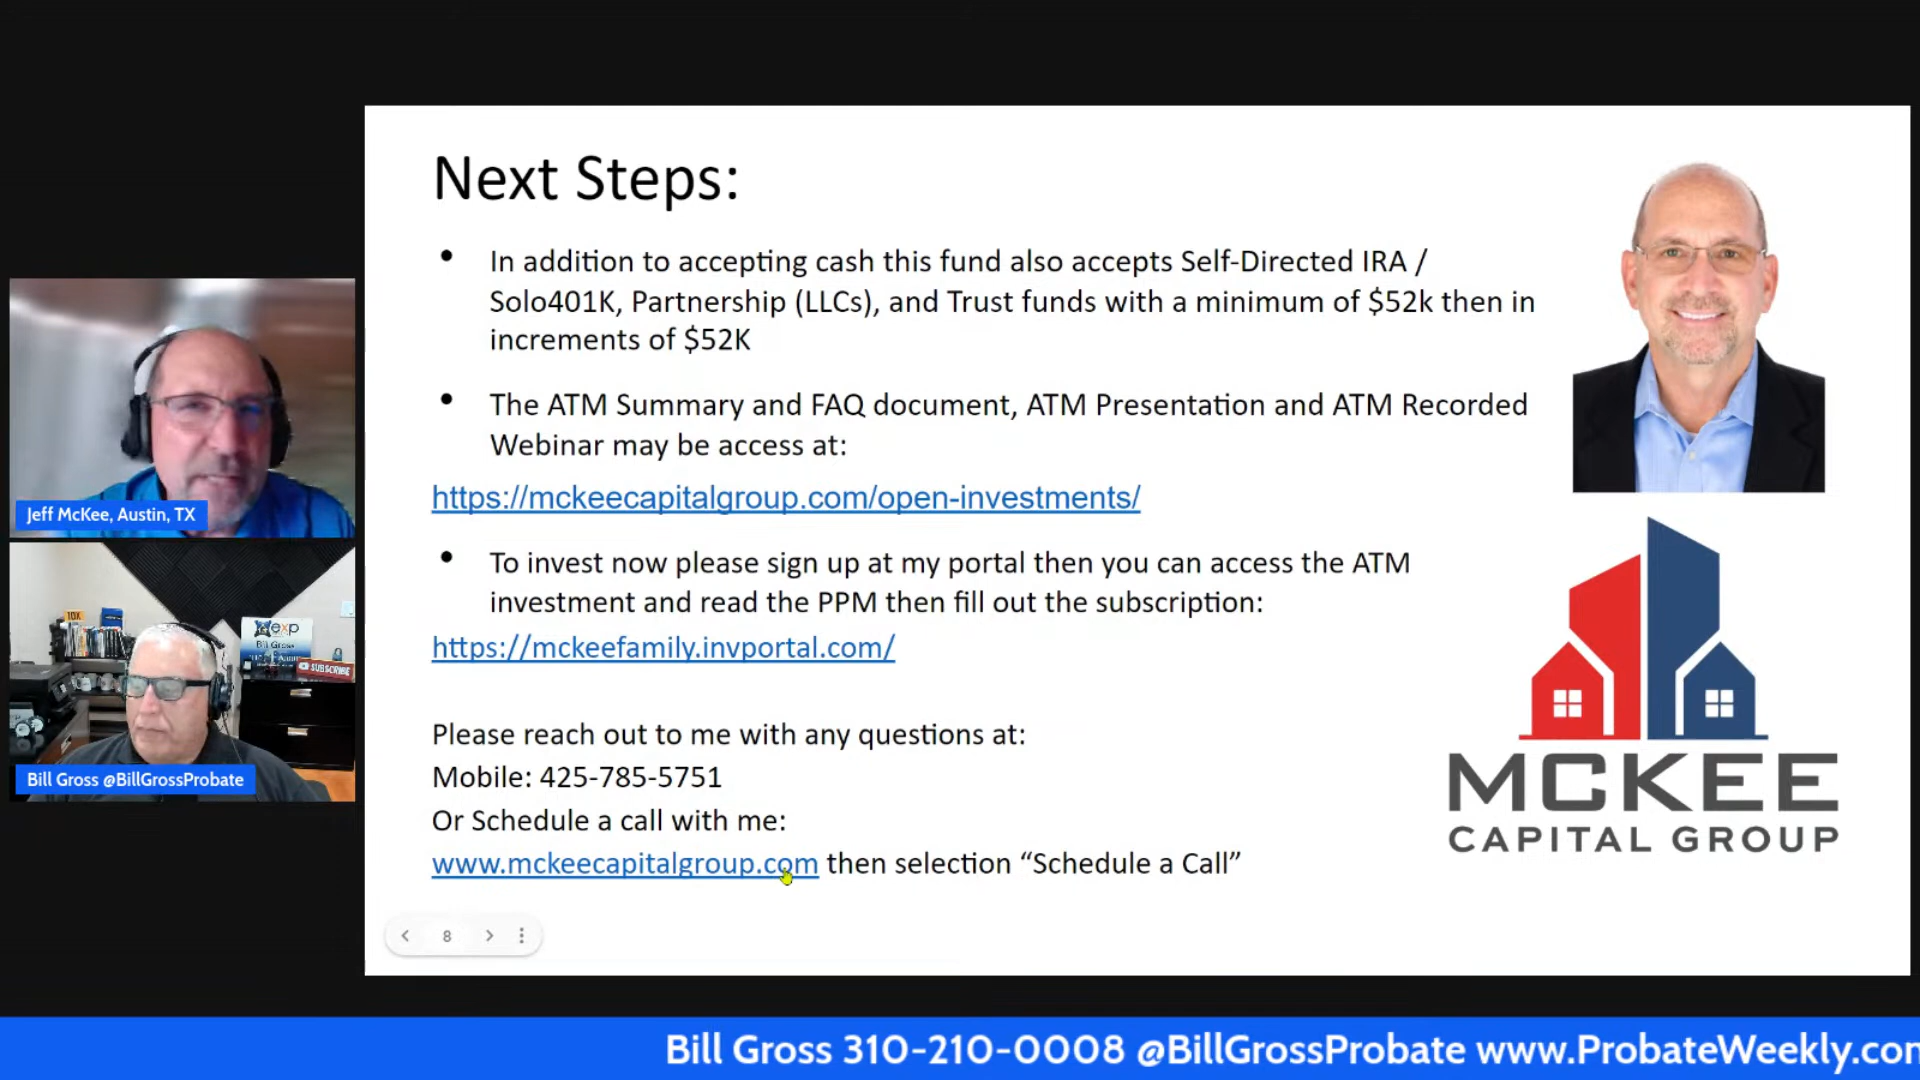 Next Steps:
• In addition to accepting cash this fund also accepts Self-Directed IRA /
Solo401K, Partnership (LLCs), and Trust funds with a minimum of $52k then in
increments of $52K
• The ATM Summary and FAQ document, ATM Presentation and ATM Recorded
Webinar may be access at:
https://mckeecapitalgroup.com/open-investments/
• To invest now please sign up at my portal then you can access the ATM
investment and read the PPM then fill out the subscription:
https://mckeefamily.invportal.com/
Please reach out to me with any questions at:
Mobile: 425-785-5751
Or Schedule a call with me:
www.mckeecapitalgroup.com then selection “Schedule a Call”
8
MCKEE
CAPITAL GROUP
Jeff McKee, Austin, TX
10X
exp
Bill Gross
SUBSCRIBE
Bill Gross @BillGrossProbate
Bill Gross 310-210-0008 @BillGrossProbate www.ProbateWeekly.com